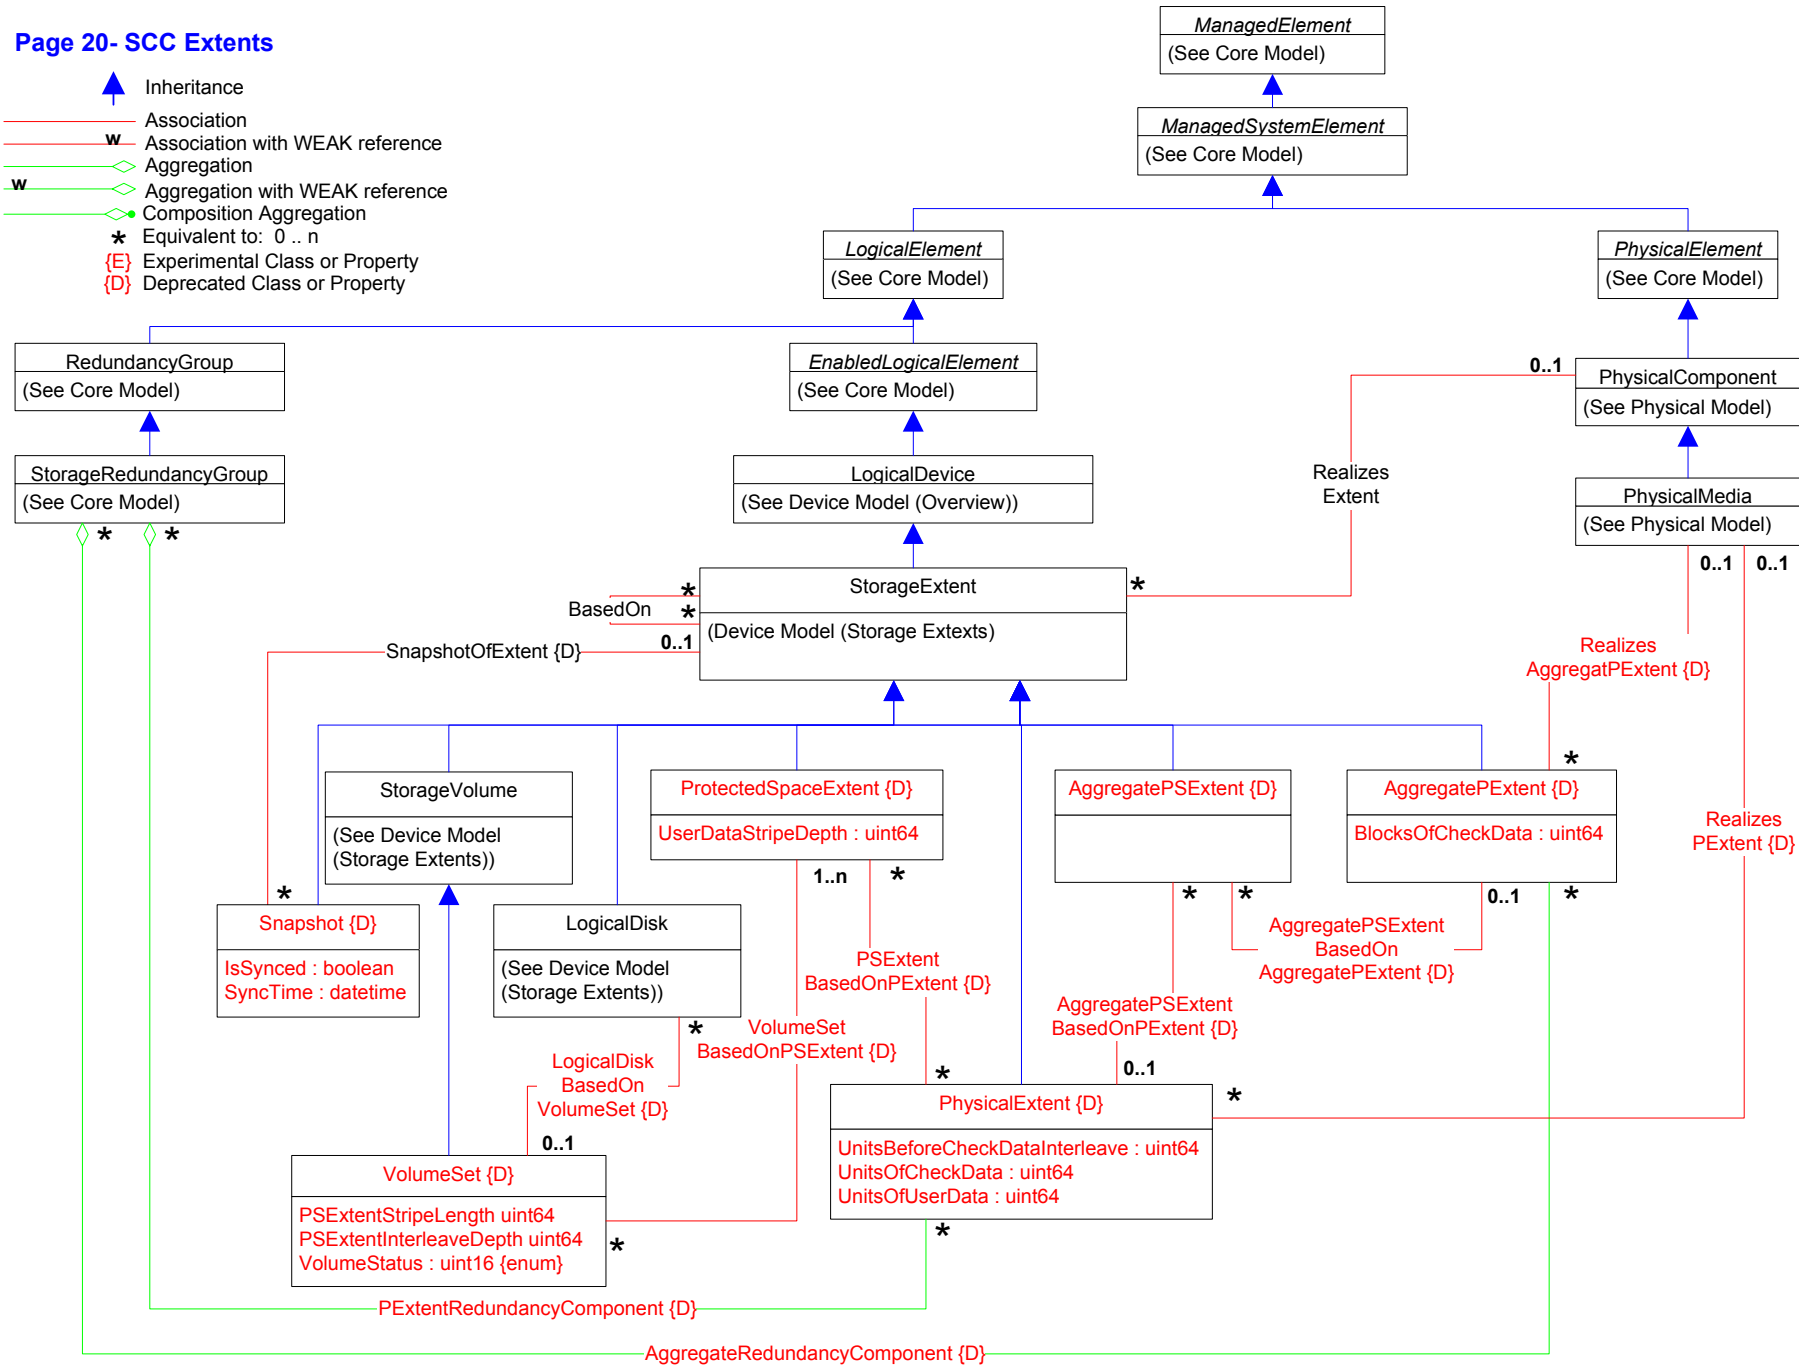 Page 20- SCC Extents
Inheritance
Association
w
Association with WEAK reference
Aggregation
w
Aggregation with WEAK reference
Composition Aggregation
* Equivalent to: 0 .. n
{E} Experimental Class or Property
{D} Deprecated Class or Property
ManagedElement
(See Core Model)
ManagedSystemElement
(See Core Model)
LogicalElement
(See Core Model)
PhysicalElement
(See Core Model)
RedundancyGroup
(See Core Model)
EnabledLogicalElement
(See Core Model)
0..1
PhysicalComponent
(See Physical Model)
StorageRedundancyGroup
(See Core Model)
* *
LogicalDevice
(See Device Model (Overview))
Realizes
Extent
PhysicalMedia
(See Physical Model)
0..1 0..1
StorageExtent
(Device Model (Storage Extexts)
*
*
BasedOn
*
0..1
SnapshotOfExtent {D}
Realizes
AggregatPExtent {D}
*
Realizes
PExtent {D}
StorageVolume
(See Device Model
(Storage Extents))
ProtectedSpaceExtent {D}
UserDataStripeDepth : uint64
1..n *
AggregatePSExtent {D}
* *
AggregatePExtent {D}
BlocksOfCheckData : uint64
0..1 *
*
Snapshot {D}
IsSynced : boolean
SyncTime : datetime
LogicalDisk
(See Device Model
(Storage Extents))
*
AggregatePSExtent
BasedOn
AggregatePExtent {D}
PSExtent
BasedOnPExtent {D}
AggregatePSExtent
BasedOnPExtent {D}
VolumeSet
BasedOnPSExtent {D}
LogicalDisk
BasedOn
VolumeSet {D}
0..1
* 0..1 *
PhysicalExtent {D}
UnitsBeforeCheckDataInterleave : uint64
UnitsOfCheckData : uint64
UnitsOfUserData : uint64
*
VolumeSet {D}
PSExtentStripeLength uint64
PSExtentInterleaveDepth uint64
VolumeStatus : uint16 {enum}
*
PExtentRedundancyComponent {D}
AggregateRedundancyComponent {D}